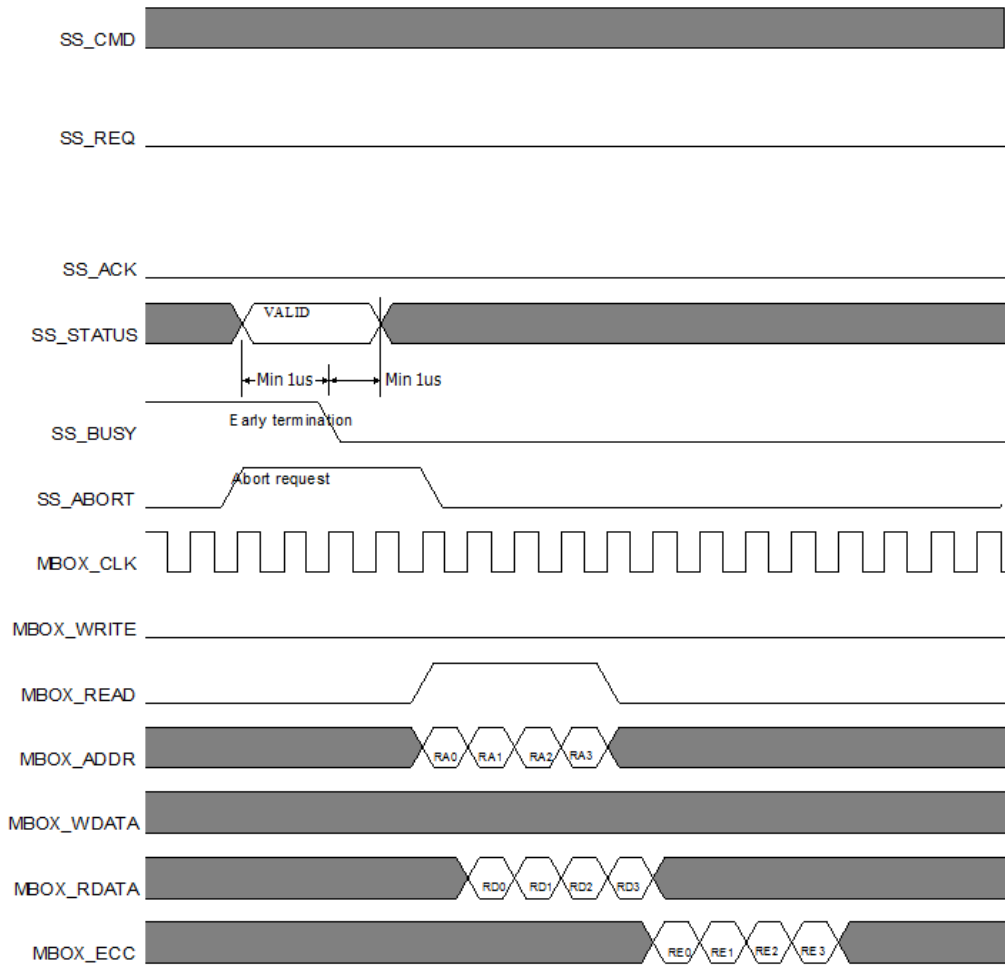 SS_CMD
SS_REQ
SS_ACK
SS_STATUS
VALID
Min 1us
Min 1us
SS_BUSY
Early termination
SS_ABORT
Abort request
MBOX_CLK
MBOX_WRITE
MBOX_READ
MBOX_ADDR
RA0 RA1 RA2 RA3
MBOX_WDATA
MBOX_RDATA
RD0 RD1 RD2 RD3
MBOX_ECC
RE0 RE1 RE2 RE3